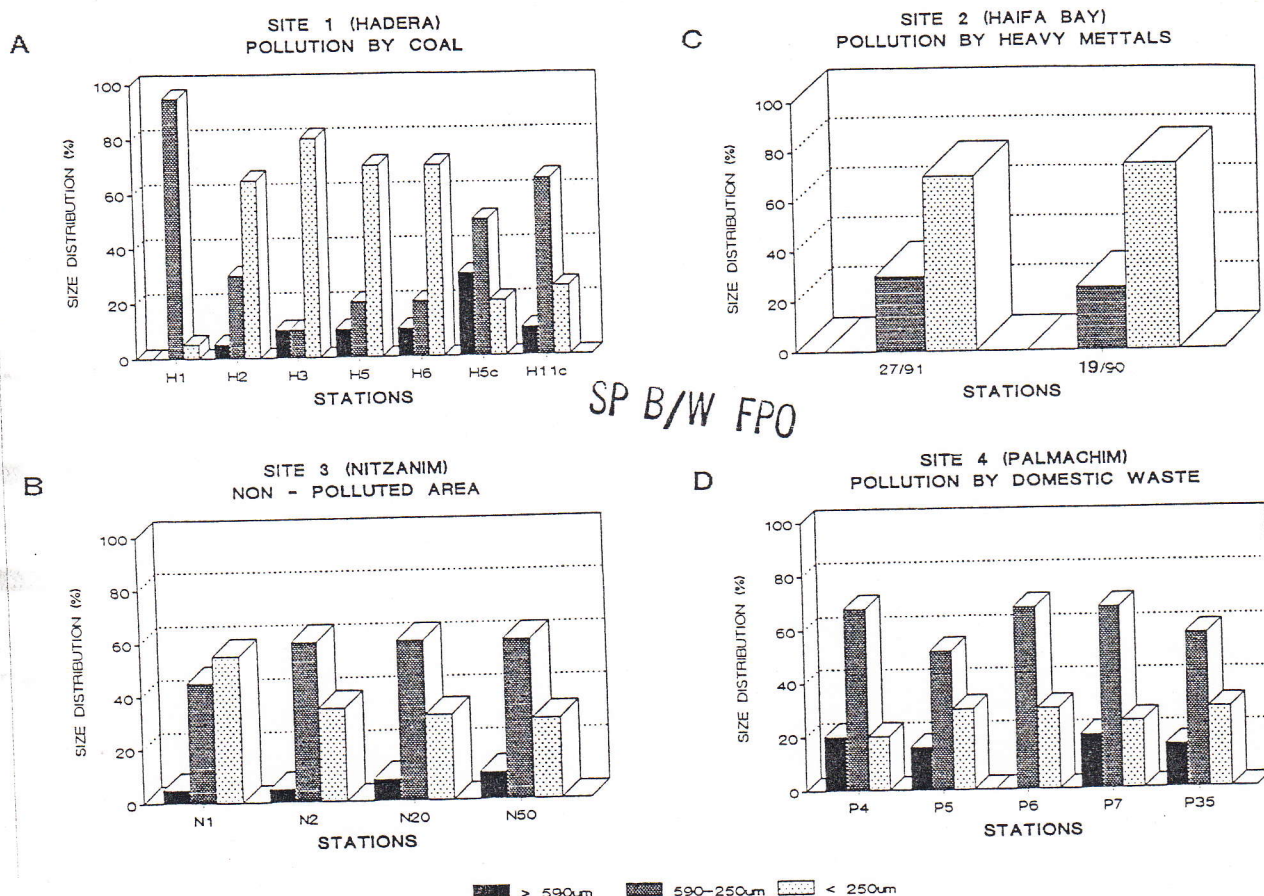 A
SITE 1 (HADERA)
POLLUTION BY COAL
SIZE DISTRIBUTION (%)
100
80
60
40
20
0
H1 H2 H3 H5 H6 H5c H11c
STATIONS
C
SITE 2 (HAIFA BAY)
POLLUTION BY HEAVY METTALS
SIZE DISTRIBUTION (%)
100
80
60
40
20
0
27/91 19/90
STATIONS
SP B/W FPO
B
SITE 3 (NITZANIM)
NON - POLLUTED AREA
SIZE DISTRIBUTION (%)
100
80
60
40
20
0
N1 N2 N20 N50
STATIONS
D
SITE 4 (PALMACHIM)
POLLUTION BY DOMESTIC WASTE
SIZE DISTRIBUTION (%)
100
80
60
40
20
0
P4 P5 P6 P7 P35
STATIONS
> 590um 590-250um < 250um